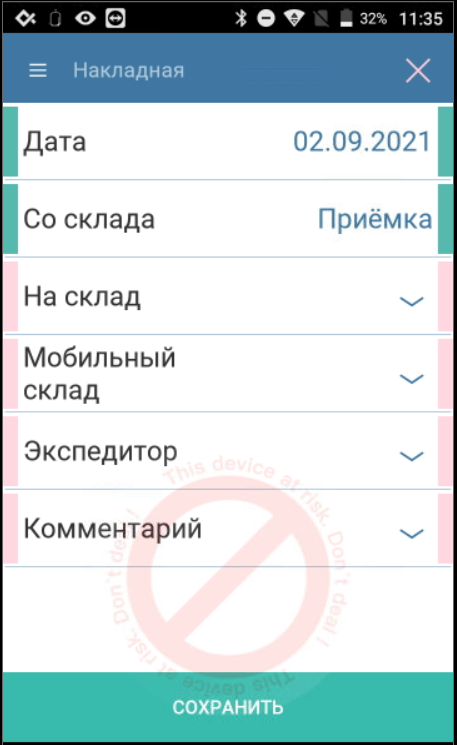 32% 11:35
Накладная
Дата 02.09.2021
Со склада Приёмка
На склад
Мобильный
склад
Экспедитор
Комментарий
This device at risk. Don't deal !
This device at risk. Don't deal !
СОХРАНИТЬ